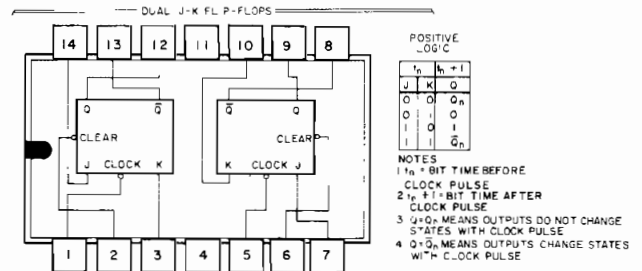 DUAL J-K FL P-FLOPS
14 13 12 11 10 9 8
Q Q̅ Q̅ Q
CLEAR CLEAR
J CLOCK K K CLOCK J
1 2 3 4 5 6 7
POSITIVE
LOGIC
tn tn + 1
J K Q
0 0 Qn
0 1 0
1 0 1
1 1 Q̅n
NOTES
1 tn = BIT TIME BEFORE
CLOCK PULSE
2 tn + 1 = BIT TIME AFTER
CLOCK PULSE
3 Q=Qn MEANS OUTPUTS DO NOT CHANGE
STATES WITH CLOCK PULSE
4 Q=Q̅n MEANS OUTPUTS CHANGE STATES
WITH CLOCK PULSE